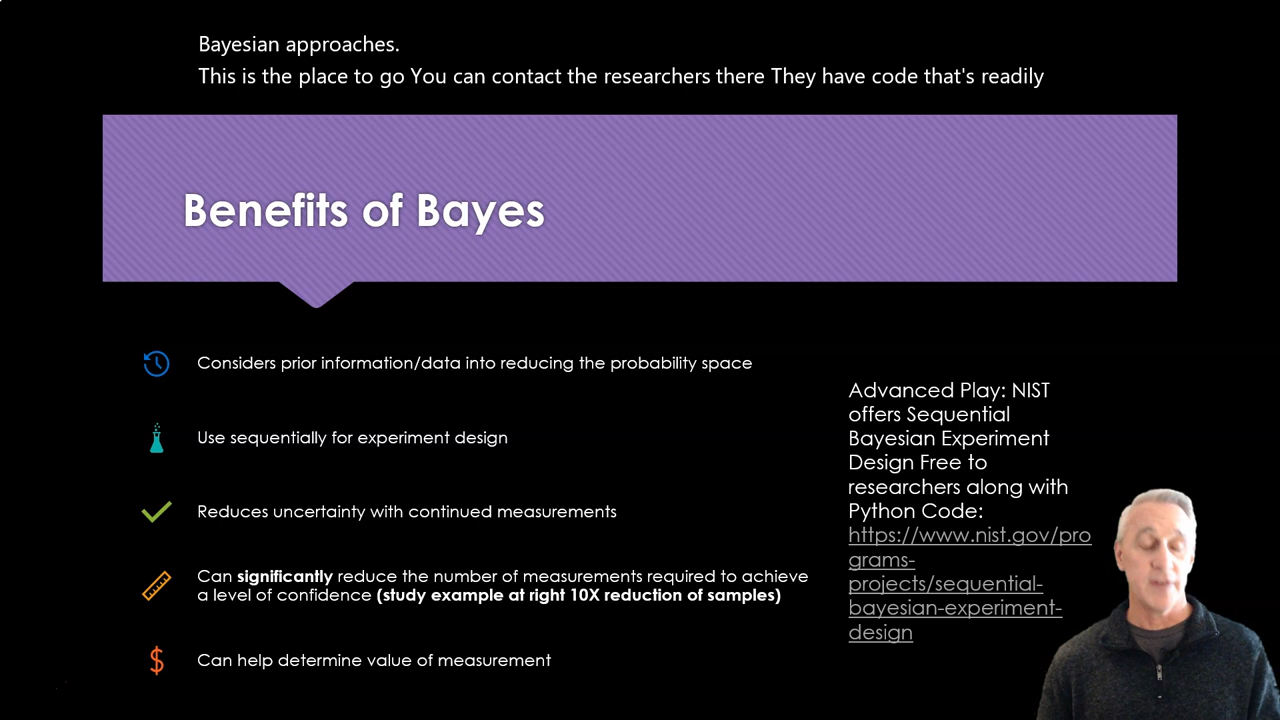 Bayesian approaches.
This is the place to go You can contact the researchers there They have code that's readily
Benefits of Bayes
Considers prior information/data into reducing the probability space
Use sequentially for experiment design
Reduces uncertainty with continued measurements
Can significantly reduce the number of measurements required to achieve
a level of confidence (study example at right 10X reduction of samples)
Can help determine value of measurement
Advanced Play: NIST
offers Sequential
Bayesian Experiment
Design Free to
researchers along with
Python Code:
https://www.nist.gov/pro
grams-
projects/sequential-
bayesian-experiment-
design